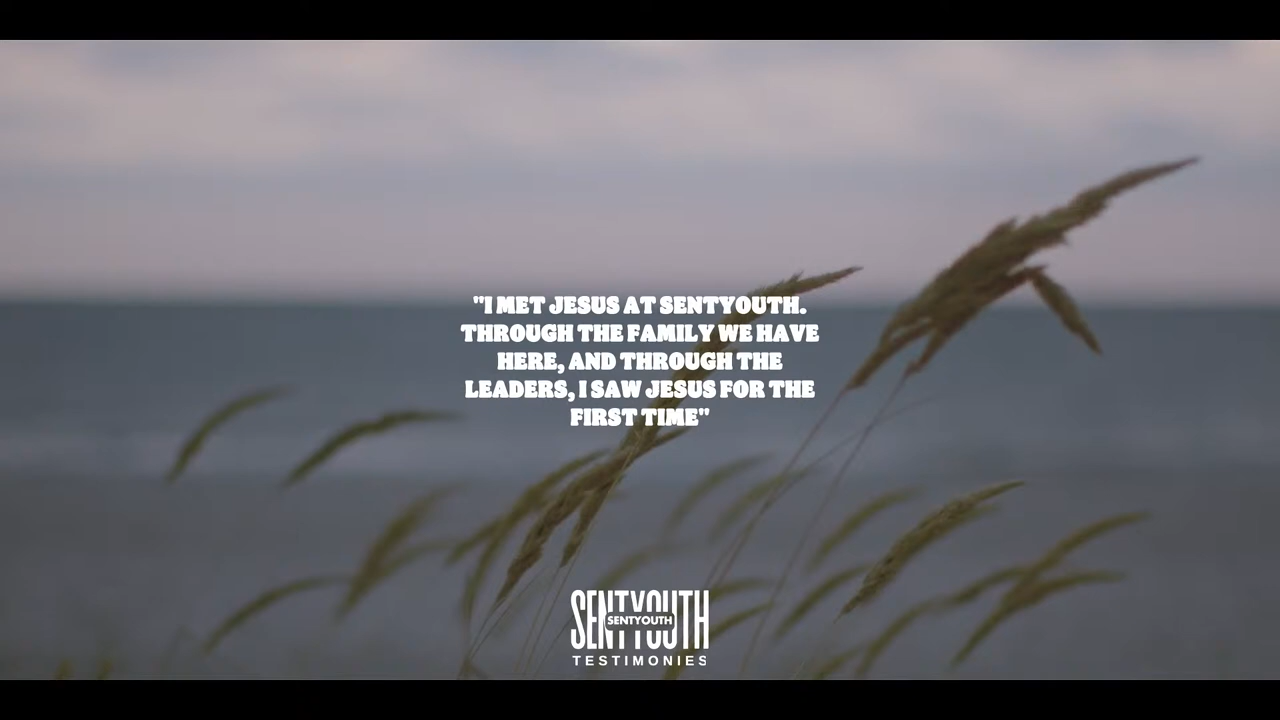 "I MET JESUS AT SENTYOUTH.
THROUGH THE FAMILY WE HAVE
HERE, AND THROUGH THE
LEADERS, I SAW JESUS FOR THE
FIRST TIME"
SENTYOUTH
SENTYOUTH
TESTIMONIES